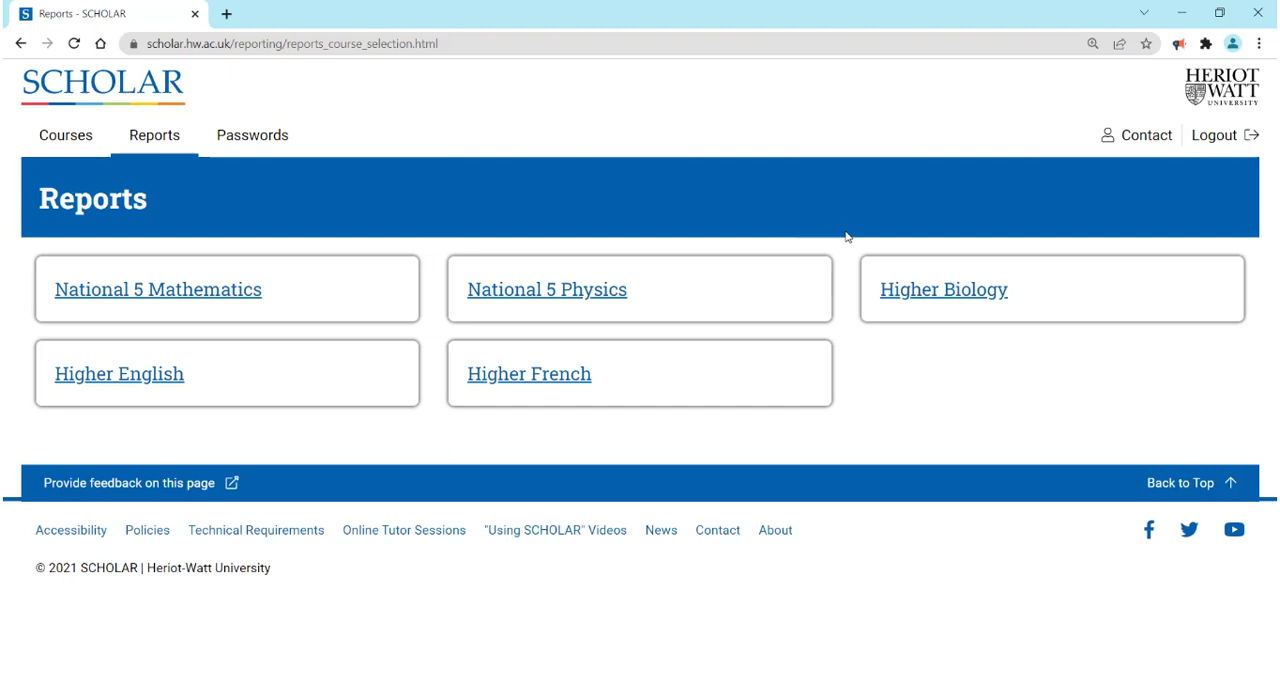 Reports - SCHOLAR
scholar.hw.ac.uk/reporting/reports_course_selection.html
SCHOLAR
HERIOT
WATT
UNIVERSITY
Courses Reports Passwords Contact Logout
Reports
National 5 Mathematics National 5 Physics Higher Biology
Higher English Higher French
Provide feedback on this page Back to Top
Accessibility Policies Technical Requirements Online Tutor Sessions "Using SCHOLAR" Videos News Contact About
© 2021 SCHOLAR | Heriot-Watt University